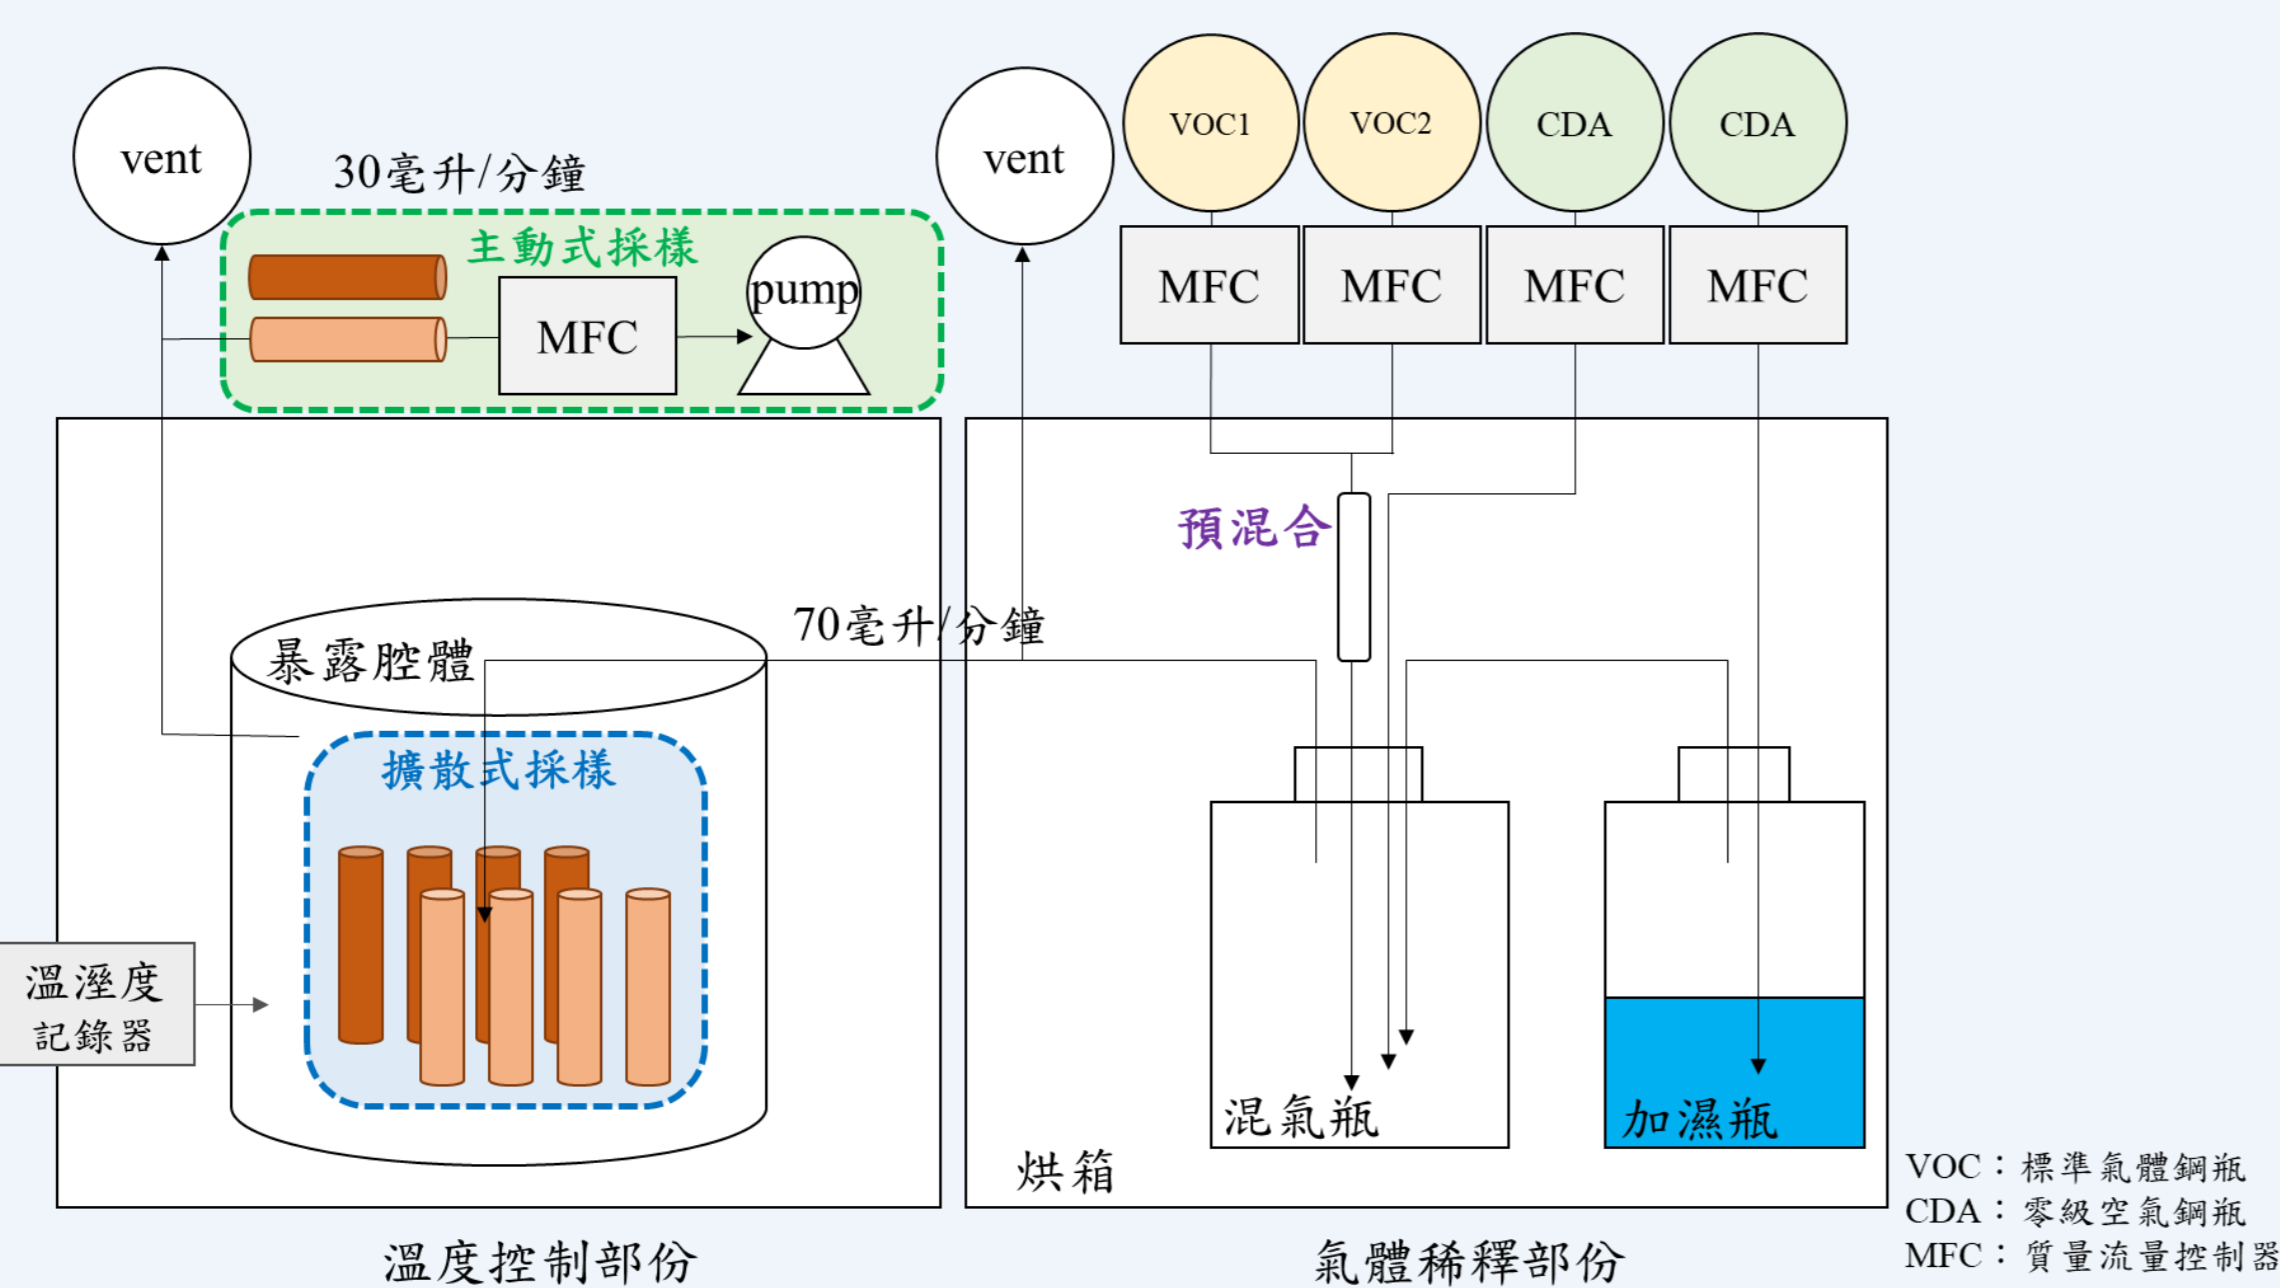 vent
30毫升/分鐘
主動式採樣
MFC
pump
vent
VOC1
VOC2
CDA
CDA
MFC
MFC
MFC
MFC
預混合
70毫升/分鐘
暴露腔體
擴散式採樣
溫溼度
記錄器
混氣瓶
加濕瓶
烘箱
溫度控制部份
氣體稀釋部份
VOC：標準氣體鋼瓶
CDA：零級空氣鋼瓶
MFC：質量流量控制器